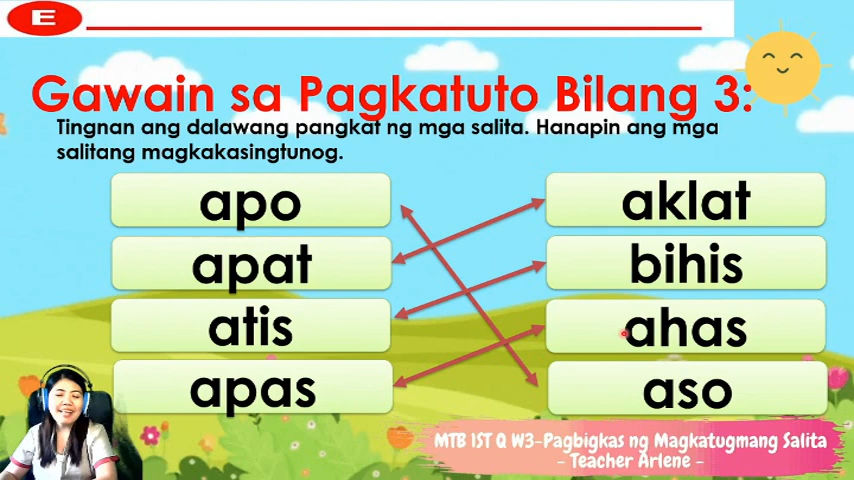 E
Gawain sa Pagkatuto Bilang 3:
Tingnan ang dalawang pangkat ng mga salita. Hanapin ang mga
salitang magkakasingtunog.
apo
aklat
apat
bihis
atis
ahas
apas
aso
MTB 1ST Q W3-Pagbigkas ng Magkatugmang Salita
- Teacher Arlene -